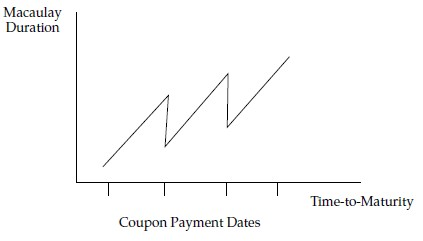 Macaulay
Duration
Time-to-Maturity
Coupon Payment Dates